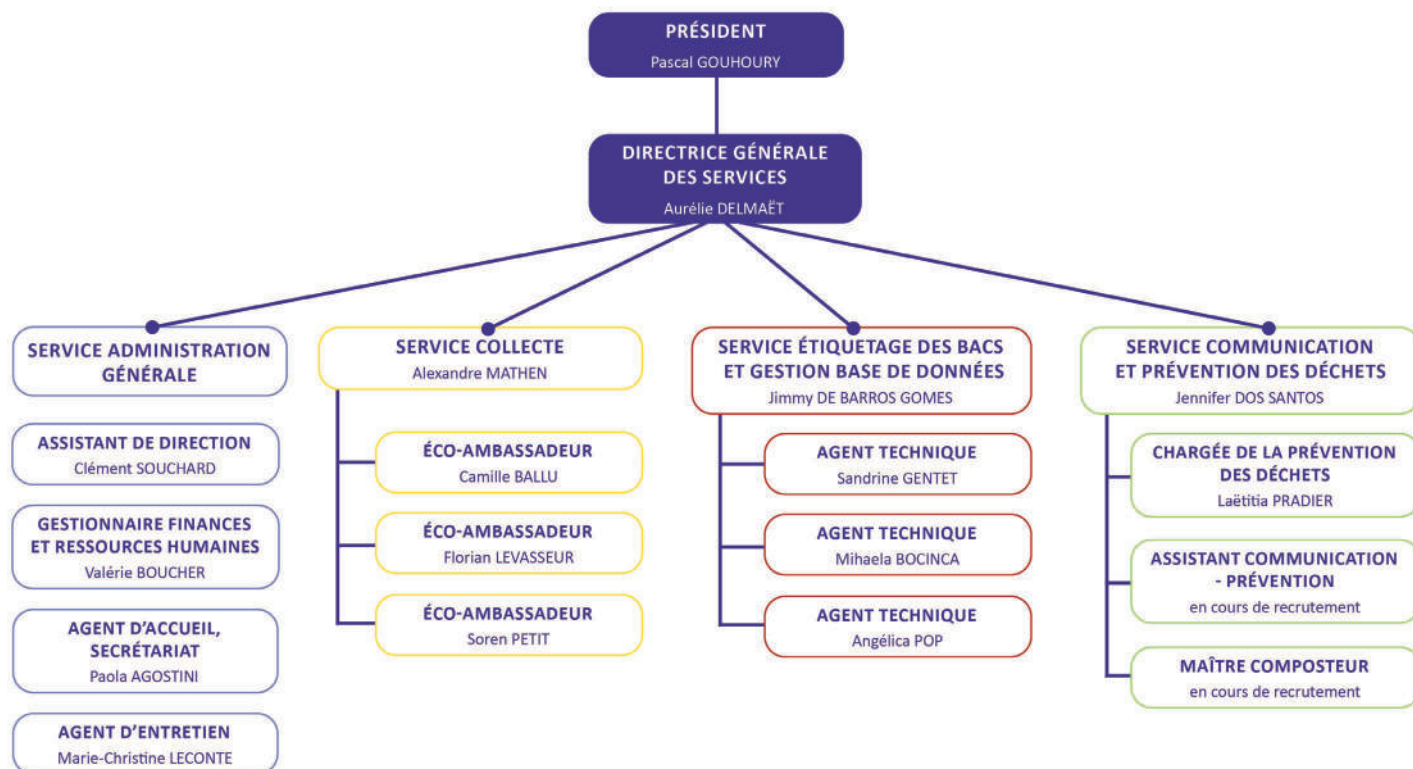 PRÉSIDENT
Pascal GOUHOURY
DIRECTRICE GÉNÉRALE
DES SERVICES
Aurélie DELMAËT
SERVICE ADMINISTRATION
GÉNÉRALE
ASSISTANT DE DIRECTION
Clément SOUCHARD
GESTIONNAIRE FINANCES
ET RESSOURCES HUMAINES
Valérie BOUCHER
AGENT D'ACCUEIL,
SECRÉTARIAT
Paola AGOSTINI
AGENT D'ENTRETIEN
Marie-Christine LECONTE
SERVICE COLLECTE
Alexandre MATHEN
ÉCO-AMBASSADEUR
Camille BALLU
ÉCO-AMBASSADEUR
Florian LEVASSEUR
ÉCO-AMBASSADEUR
Soren PETIT
SERVICE ÉTIQUETAGE DES BACS
ET GESTION BASE DE DONNÉES
Jimmy DE BARROS GOMES
AGENT TECHNIQUE
Sandrine GENTET
AGENT TECHNIQUE
Mihaela BOCINCA
AGENT TECHNIQUE
Angélica POP
SERVICE COMMUNICATION
ET PRÉVENTION DES DÉCHETS
Jennifer DOS SANTOS
CHARGÉE DE LA PRÉVENTION
DES DÉCHETS
Laëtitia PRADIER
ASSISTANT COMMUNICATION
- PRÉVENTION
en cours de recrutement
MAÎTRE COMPOSTEUR
en cours de recrutement